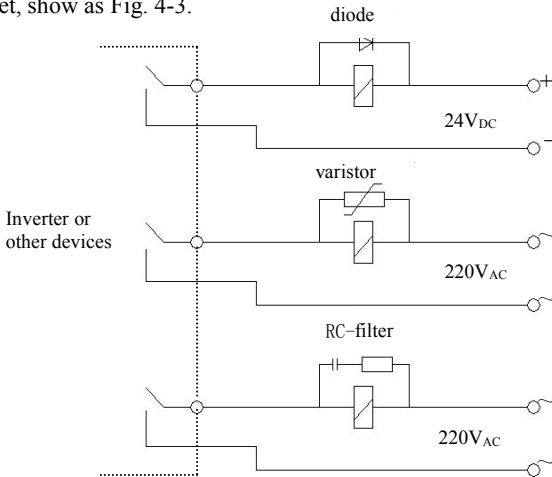 et, show as Fig. 4-3.
diode
+
24VDC
−
varistor
Inverter or
other devices
220VAC
RC-filter
220VAC